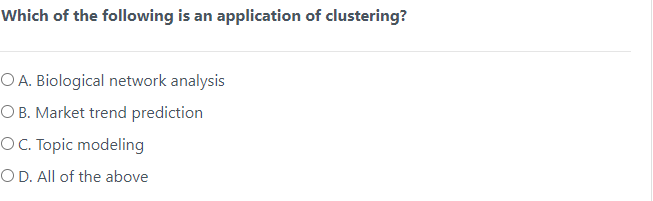 Which of the following is an application of clustering?
A. Biological network analysis
B. Market trend prediction
C. Topic modeling
D. All of the above